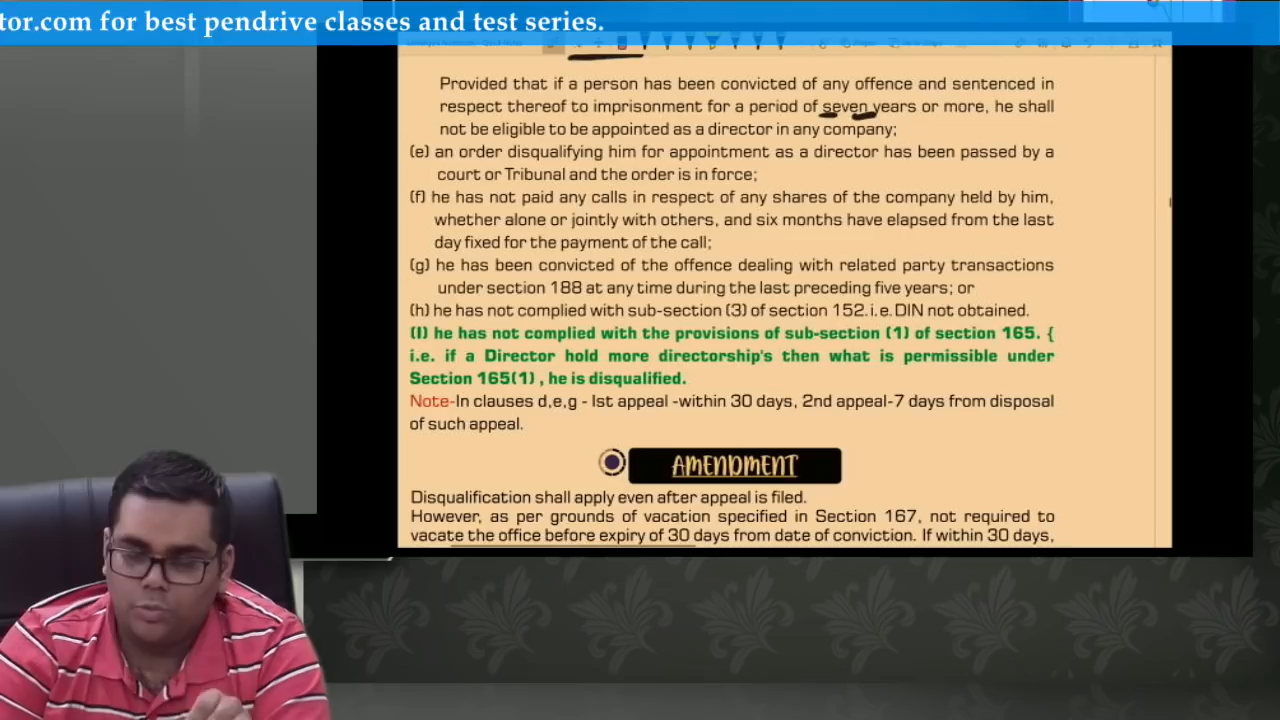 tor.com for best pendrive classes and test series.
Provided that if a person has been convicted of any offence and sentenced in
respect thereof to imprisonment for a period of seven years or more, he shall
not be eligible to be appointed as a director in any company;
(e) an order disqualifying him for appointment as a director has been passed by a
court or Tribunal and the order is in force;
(f) he has not paid any calls in respect of any shares of the company held by him,
whether alone or jointly with others, and six months have elapsed from the last
day fixed for the payment of the call;
(g) he has been convicted of the offence dealing with related party transactions
under section 188 at any time during the last preceding five years; or
(h) he has not complied with sub-section (3) of section 152.i.e.DIN not obtained.
(I) he has not complied with the provisions of sub-section (1) of section 165. {
i.e. if a Director hold more directorship's then what is permissible under
Section 165(1) , he is disqualified.
Note-In clauses d,e,g - Ist appeal -within 30 days, 2nd appeal-7 days from disposal
of such appeal.
AMENDMENT
Disqualification shall apply even after appeal is filed.
However, as per grounds of vacation specified in Section 167, not required to
vacate the office before expiry of 30 days from date of conviction. If within 30 days,